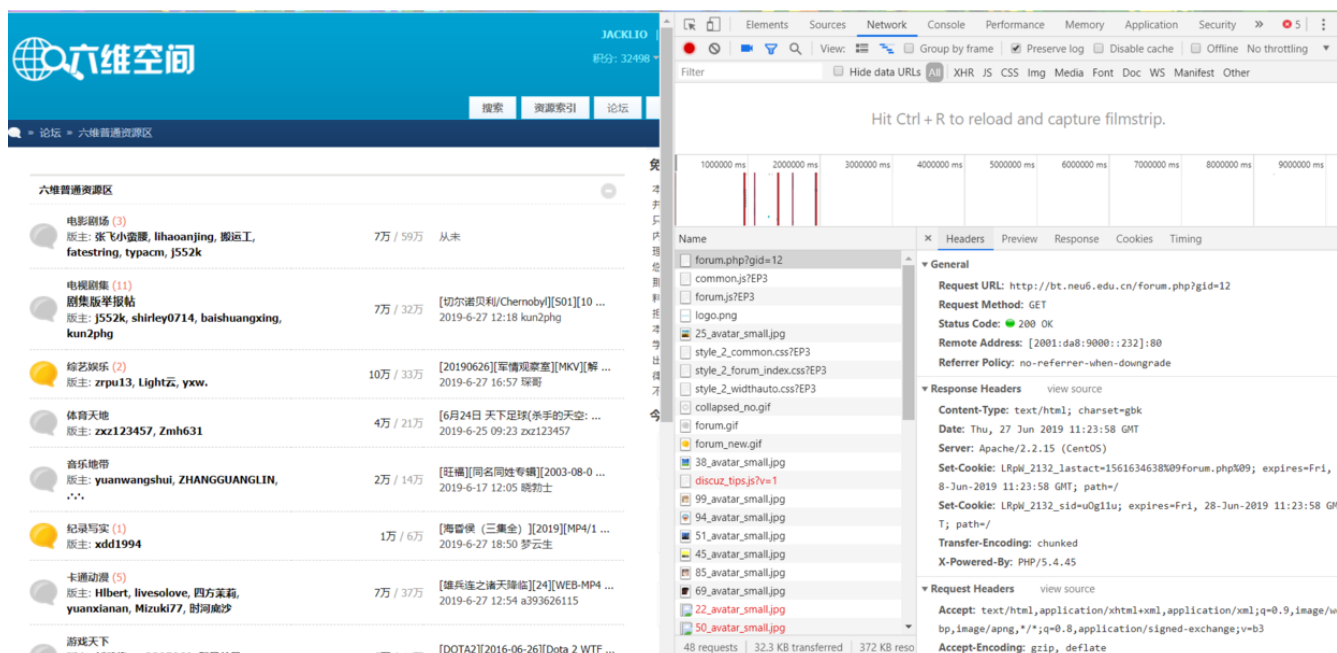 六维空间
JACKLIO |
积分: 32498
搜索 资源索引 论坛
» 论坛 » 六维普通资源区
六维普通资源区
电影剧场 (3)
版主: 张飞小蛮腰, lihaoanjing, 搬运工,
fatestring, typacm, j552k
7万 / 59万 从未
电视剧集 (11)
剧集版举报帖
版主: j552k, shirley0714, baishuangxing,
kun2phg
7万 / 32万
[切尔诺贝利/Chernobyl][S01][10 ...
2019-6-27 12:18 kun2phg
综艺娱乐 (2)
版主: zrpu13, Light云, yxw.
10万 / 33万
[20190626][军情观察室][MKV][解 ...
2019-6-27 16:57 琛哥
体育天地
版主: zxz123457, Zmh631
4万 / 21万
[6月24日 天下足球(杀手的天空: ...
2019-6-25 09:23 zxz123457
音乐地带
版主: yuanwangshui, ZHANGGUANGLIN,
∴∴
2万 / 14万
[旺福][同名同姓专辑][2003-08-0 ...
2019-6-17 12:05 晓勃士
纪录写实 (1)
版主: xdd1994
1万 / 6万
[海昏侯（三集全）][2019][MP4/1 ...
2019-6-27 18:50 梦云生
卡通动漫 (5)
版主: Hlbert, livesolove, 四方茉莉,
yuanxianan, Mizuki77, 时河痴沙
7万 / 37万
[雄兵连之诸天降临][24][WEB-MP4 ...
2019-6-27 12:54 a393626115
游戏天下
[DOTA2][2016-06-26][Dota 2 WTF ...
Elements Sources Network Console Performance Memory Application Security » 5
View: Group by frame Preserve log Disable cache Offline No throttling
Filter Hide data URLs All XHR JS CSS Img Media Font Doc WS Manifest Other
Hit Ctrl + R to reload and capture filmstrip.
1000000 ms 2000000 ms 3000000 ms 4000000 ms 5000000 ms 6000000 ms 7000000 ms 8000000 ms 9000000 ms
Name
forum.php?gid=12
common.js?EP3
forum.js?EP3
logo.png
25_avatar_small.jpg
style_2_common.css?EP3
style_2_forum_index.css?EP3
style_2_widthauto.css?EP3
collapsed_no.gif
forum.gif
forum_new.gif
38_avatar_small.jpg
discuz_tips.js?v=1
99_avatar_small.jpg
94_avatar_small.jpg
51_avatar_small.jpg
45_avatar_small.jpg
85_avatar_small.jpg
69_avatar_small.jpg
22_avatar_small.jpg
50_avatar_small.jpg
48 requests 32.3 KB transferred 372 KB reso
× Headers Preview Response Cookies Timing
General
Request URL: http://bt.neu6.edu.cn/forum.php?gid=12
Request Method: GET
Status Code: 200 OK
Remote Address: [2001:da8:9000::232]:80
Referrer Policy: no-referrer-when-downgrade
Response Headers view source
Content-Type: text/html; charset=gbk
Date: Thu, 27 Jun 2019 11:23:58 GMT
Server: Apache/2.2.15 (CentOS)
Set-Cookie: LRpW_2132_lastact=1561634638%09forum.php%09; expires=Fri,
8-Jun-2019 11:23:58 GMT; path=/
Set-Cookie: LRpW_2132_sid=uOg11u; expires=Fri, 28-Jun-2019 11:23:58 GM
T; path=/
Transfer-Encoding: chunked
X-Powered-By: PHP/5.4.45
Request Headers view source
Accept: text/html,application/xhtml+xml,application/xml;q=0.9,image/we
bp,image/apng,*/*;q=0.8,application/signed-exchange;v=b3
Accept-Encoding: gzip, deflate